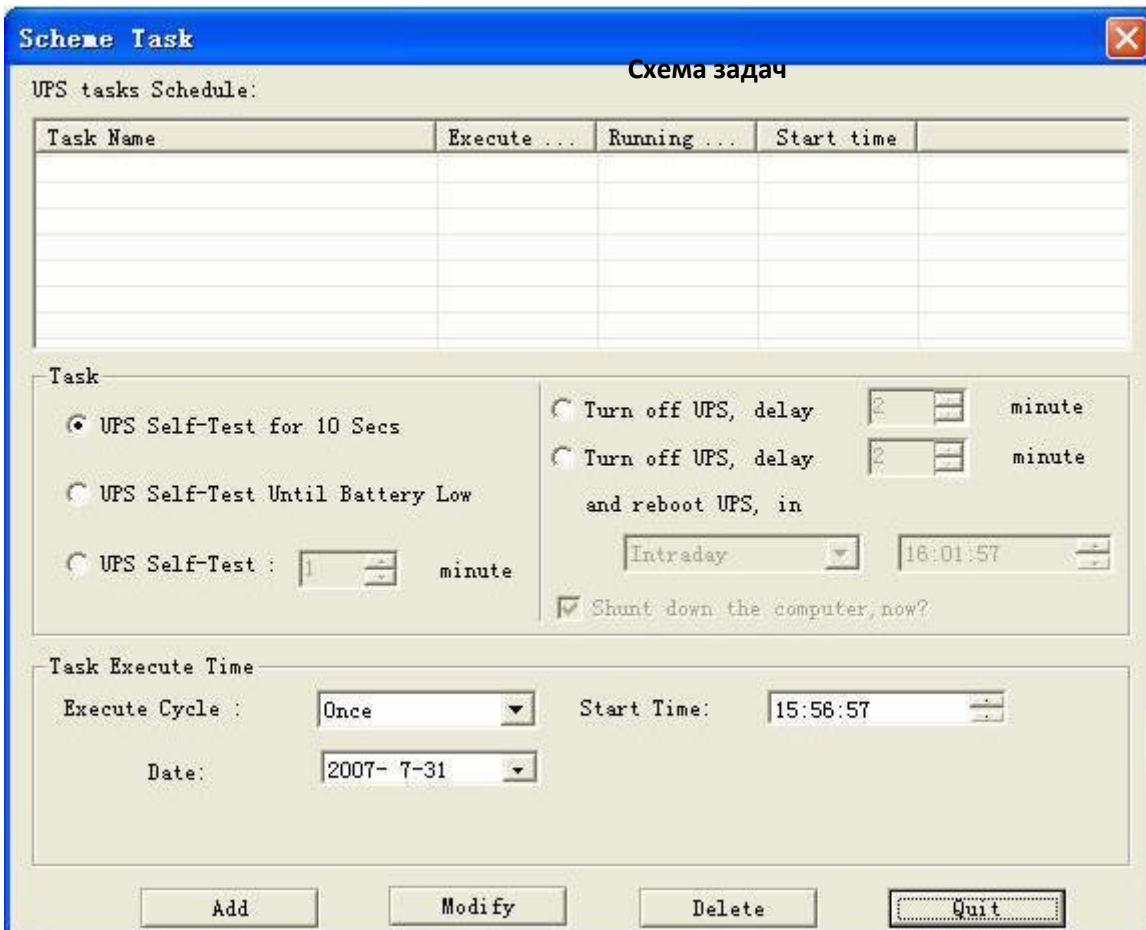 Scheme Task
Схема задач
UPS tasks Schedule:
Task Name Execute ... Running ... Start time
Task
UPS Self-Test for 10 Secs
UPS Self-Test Until Battery Low
UPS Self-Test : 1 minute
Turn off UPS, delay 2 minute
Turn off UPS, delay 2 minute
and reboot UPS, in
Intraday 16:01:57
Shunt down the computer,now?
Task Execute Time
Execute Cycle : Once Start Time: 15:56:57
Date: 2007- 7-31
Add Modify Delete Quit